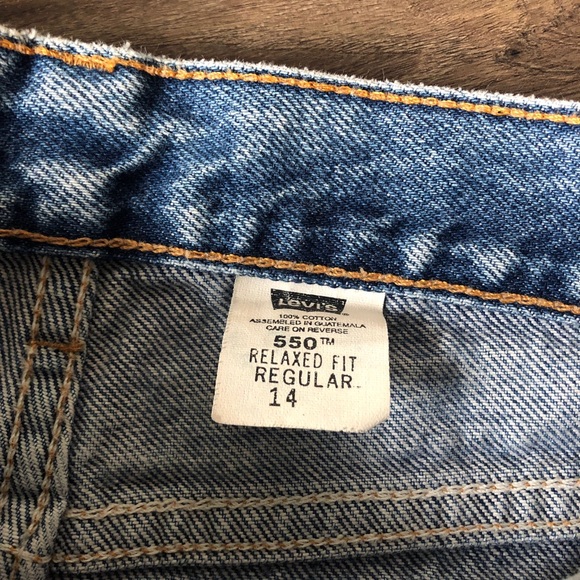 Levi's®
100% COTTON
ASSEMBLED IN GUATEMALA
CARE ON REVERSE
550™
RELAXED FIT
REGULAR
14